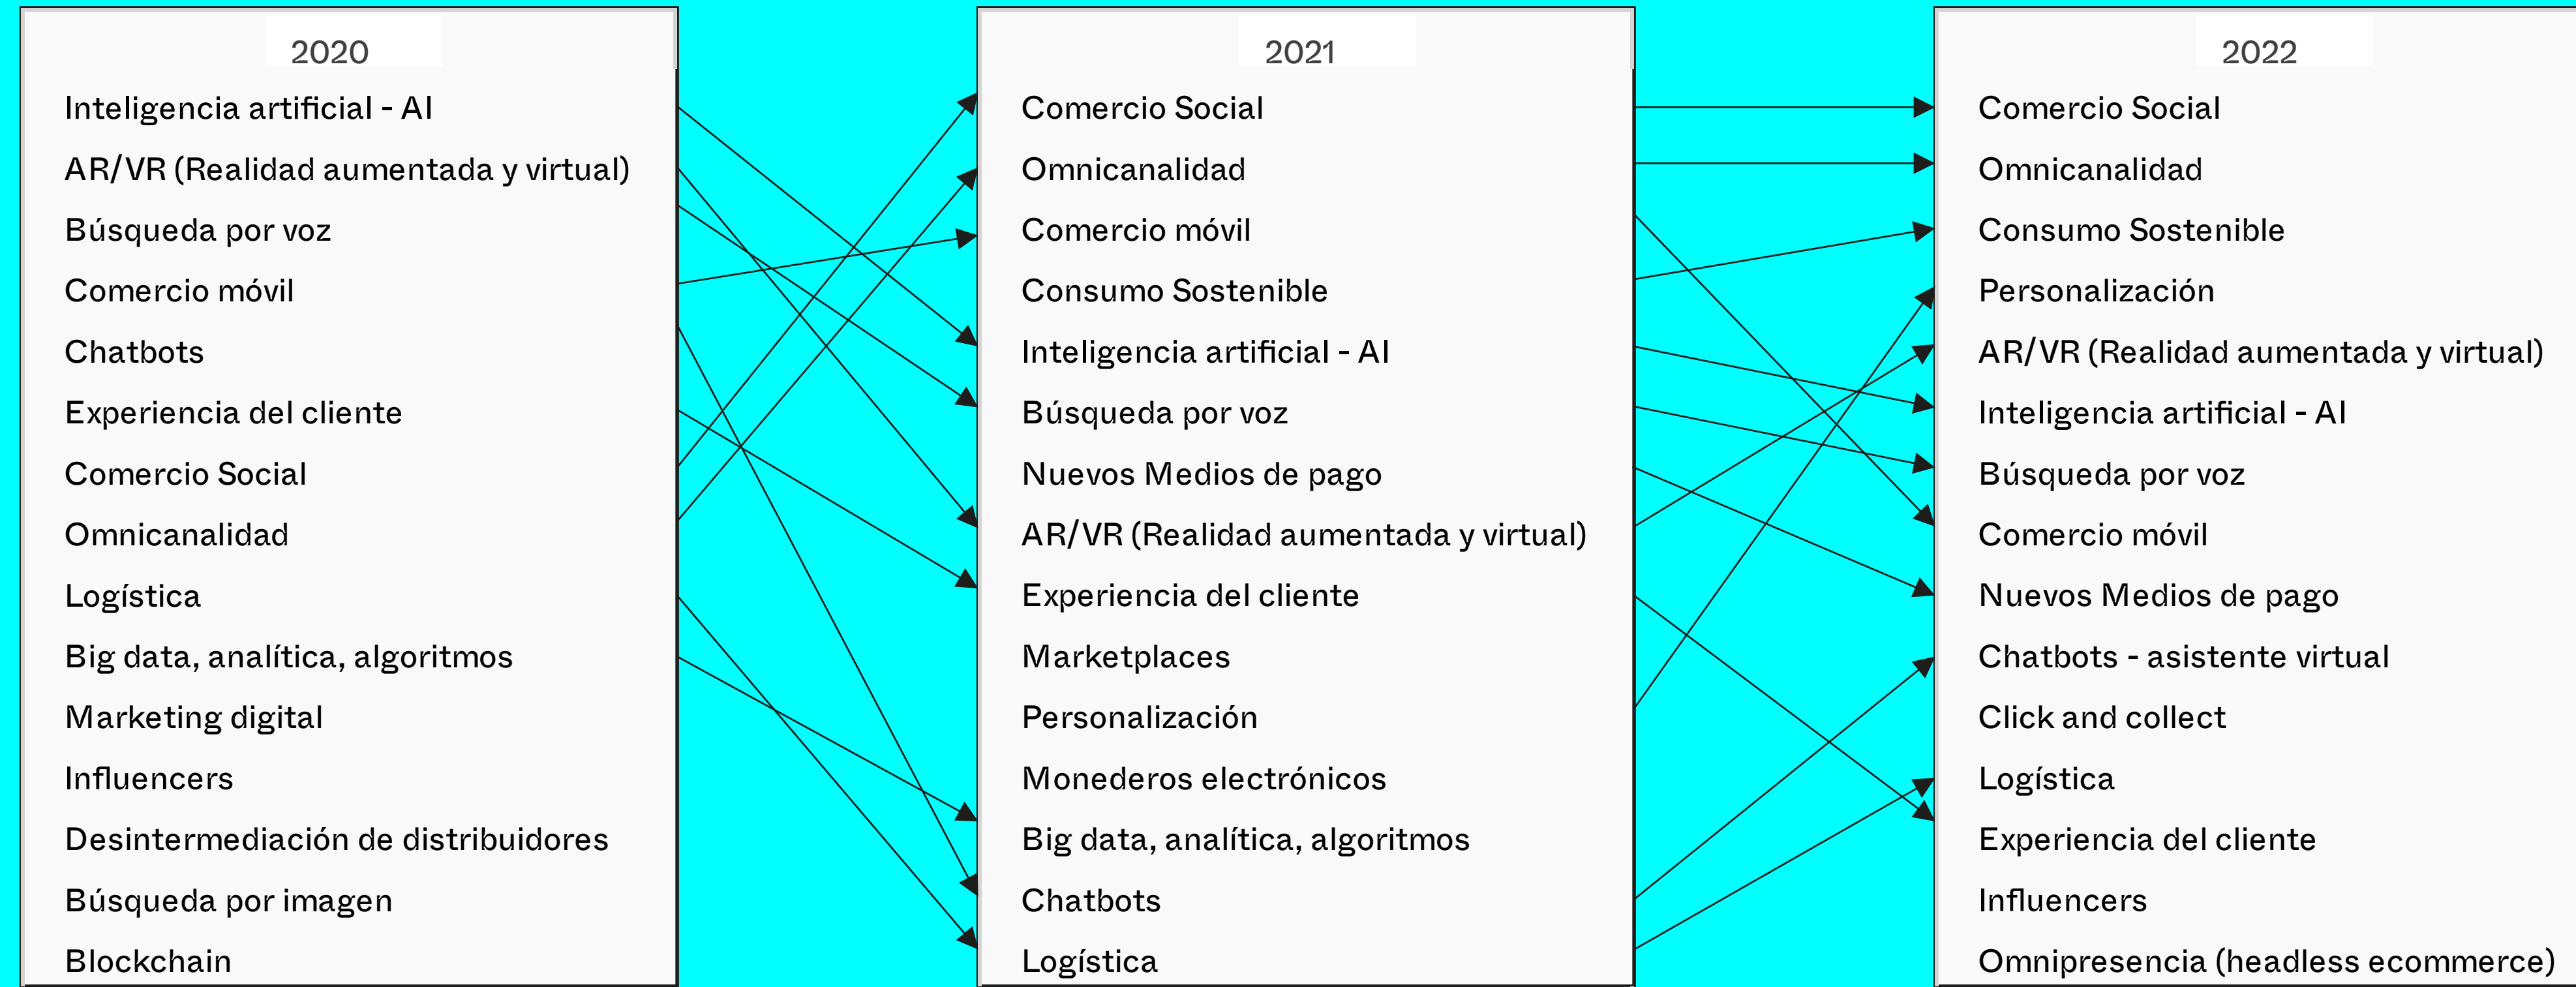 2020
Inteligencia artificial - AI
AR/VR (Realidad aumentada y virtual)
Búsqueda por voz
Comercio móvil
Chatbots
Experiencia del cliente
Comercio Social
Omnicanalidad
Logística
Big data, analítica, algoritmos
Marketing digital
Influencers
Desintermediación de distribuidores
Búsqueda por imagen
Blockchain
2021
Comercio Social
Omnicanalidad
Comercio móvil
Consumo Sostenible
Inteligencia artificial - AI
Búsqueda por voz
Nuevos Medios de pago
AR/VR (Realidad aumentada y virtual)
Experiencia del cliente
Marketplaces
Personalización
Monederos electrónicos
Big data, analítica, algoritmos
Chatbots
Logística
2022
Comercio Social
Omnicanalidad
Consumo Sostenible
Personalización
AR/VR (Realidad aumentada y virtual)
Inteligencia artificial - AI
Búsqueda por voz
Comercio móvil
Nuevos Medios de pago
Chatbots - asistente virtual
Click and collect
Logística
Experiencia del cliente
Influencers
Omnipresencia (headless ecommerce)